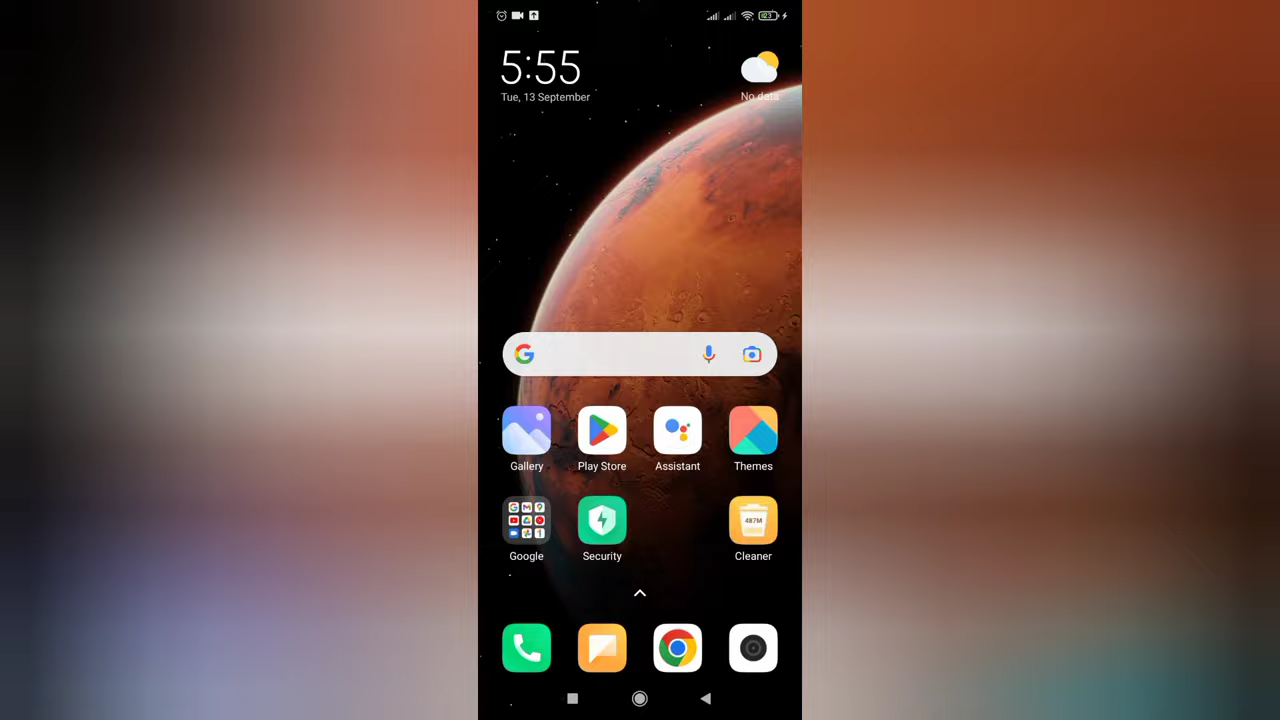 5:55
Tue, 13 September
No data
Gallery
Play Store
Assistant
Themes
487M
Google
Security
Cleaner